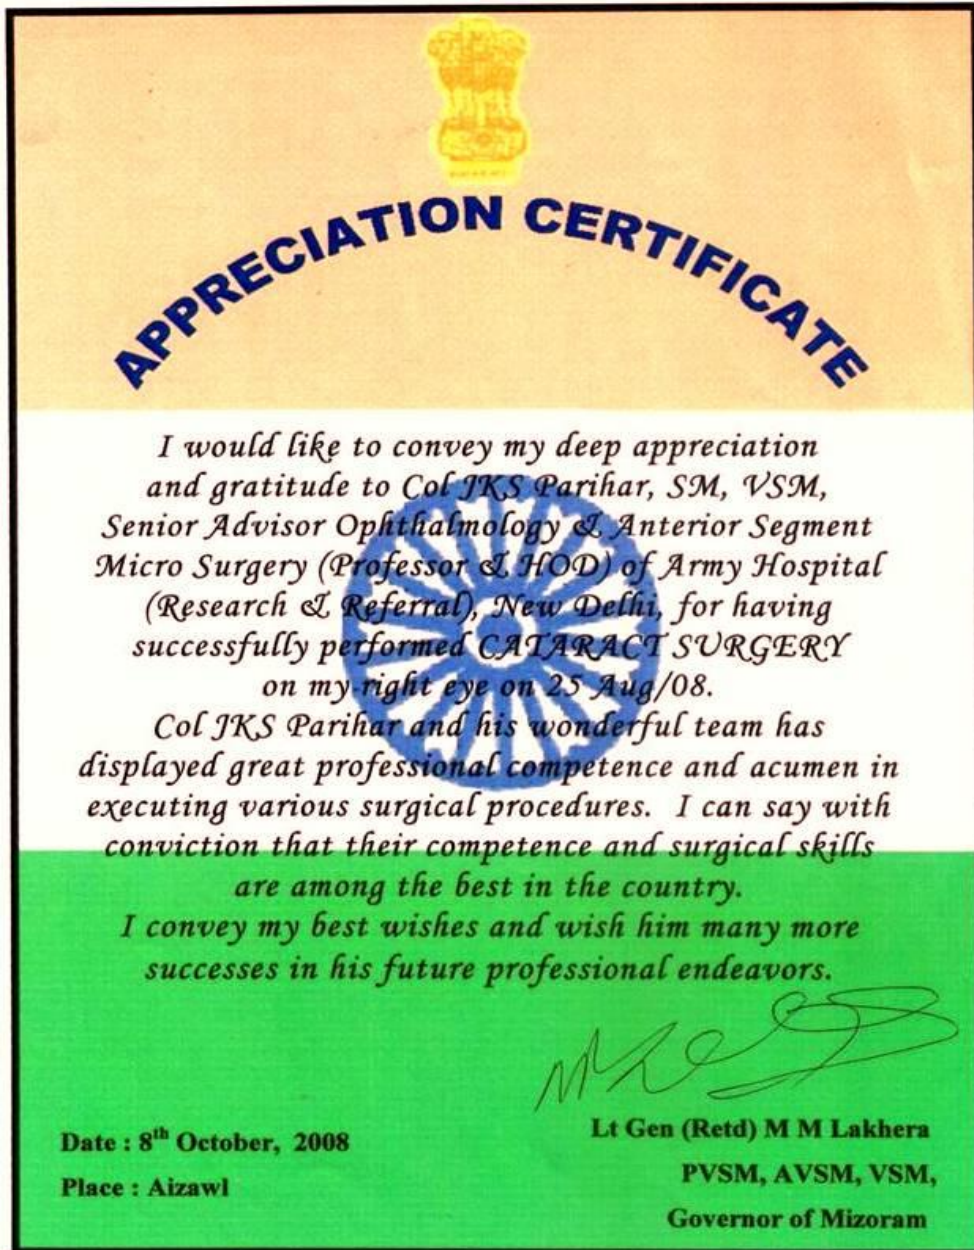 APPRECIATION CERTIFICATE
I would like to convey my deep appreciation
and gratitude to Col JKS Parihar, SM, VSM,
Senior Advisor Ophthalmology & Anterior Segment
Micro Surgery (Professor & HOD) of Army Hospital
(Research & Referral), New Delhi, for having
successfully performed CATARACT SURGERY
on my right eye on 25 Aug/08.
Col JKS Parihar and his wonderful team has
displayed great professional competence and acumen in
executing various surgical procedures. I can say with
conviction that their competence and surgical skills
are among the best in the country.
I convey my best wishes and wish him many more
successes in his future professional endeavors.
Date : 8th October, 2008
Place : Aizawl
Lt Gen (Retd) M M Lakhera
PVSM, AVSM, VSM,
Governor of Mizoram